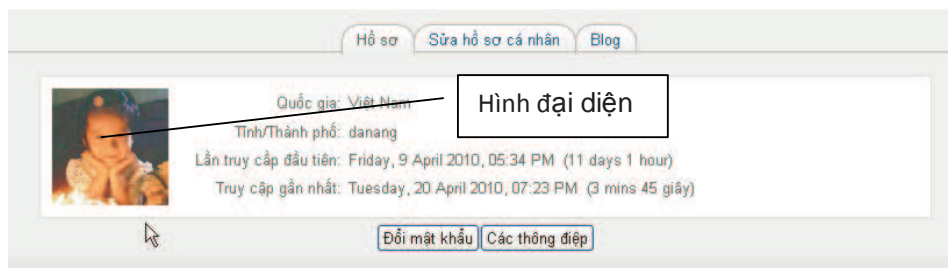 Hồ sơ Sửa hồ sơ cá nhân Blog
Hình đại diện
Quốc gia: Việt Nam
Tỉnh/Thành phố: danang
Lần truy cập đầu tiên: Friday, 9 April 2010, 05:34 PM (11 days 1 hour)
Truy cập gần nhất: Tuesday, 20 April 2010, 07:23 PM (3 mins 45 giây)
Đổi mật khẩu Các thông điệp